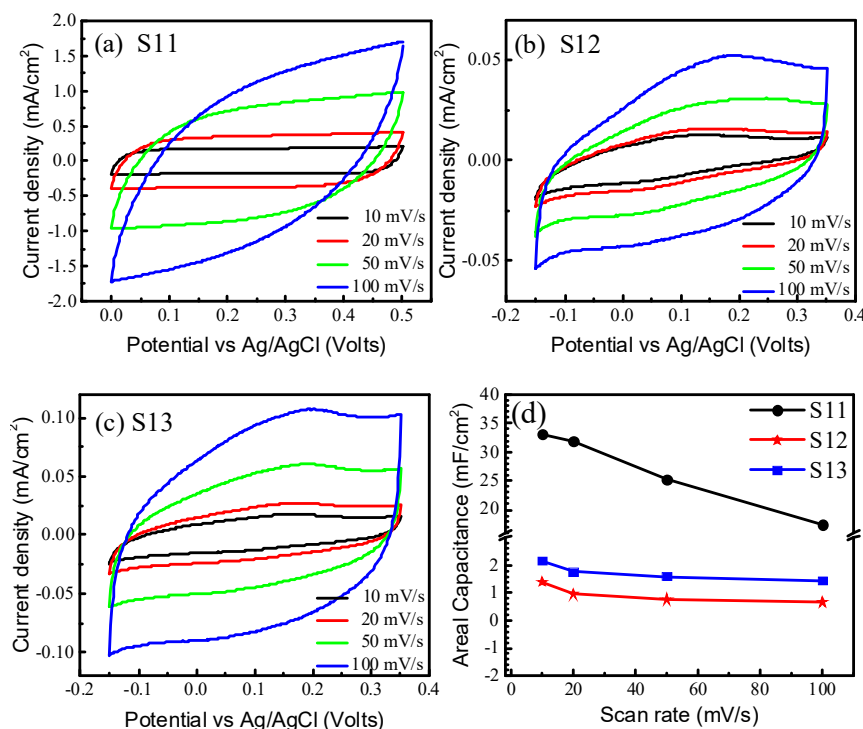 (a) S11
Current density (mA/cm²)
2.0
1.5
1.0
0.5
0.0
-0.5
-1.0
-1.5
2.0
10 mV/s
20 mV/s
50 mV/s
100 mV/s
0.0 0.1 0.2 0.3 0.4 0.5
Potential vs Ag/AgCl (Volts)
(b) S12
Current density (mA/cm²)
0.05
0.00
-0.05
10 mV/s
20 mV/s
50 mV/s
100 mV/s
-0.2 -0.1 0.0 0.1 0.2 0.3 0.4
Potential vs Ag/AgCl (Volts)
(c) S13
Current density (mA/cm²)
0.10
0.05
0.00
-0.05
-0.10
10 mV/s
20 mV/s
50 mV/s
100 mV/s
-0.2 -0.1 0.0 0.1 0.2 0.3 0.4
Potential vs Ag/AgCl (Volts)
(d)
S11
S12
S13
Areal Capacitance (mF/cm²)
40
35
30
25
20
2
1
0
-1
-2
0 20 40 60 80 100
Scan rate (mV/s)